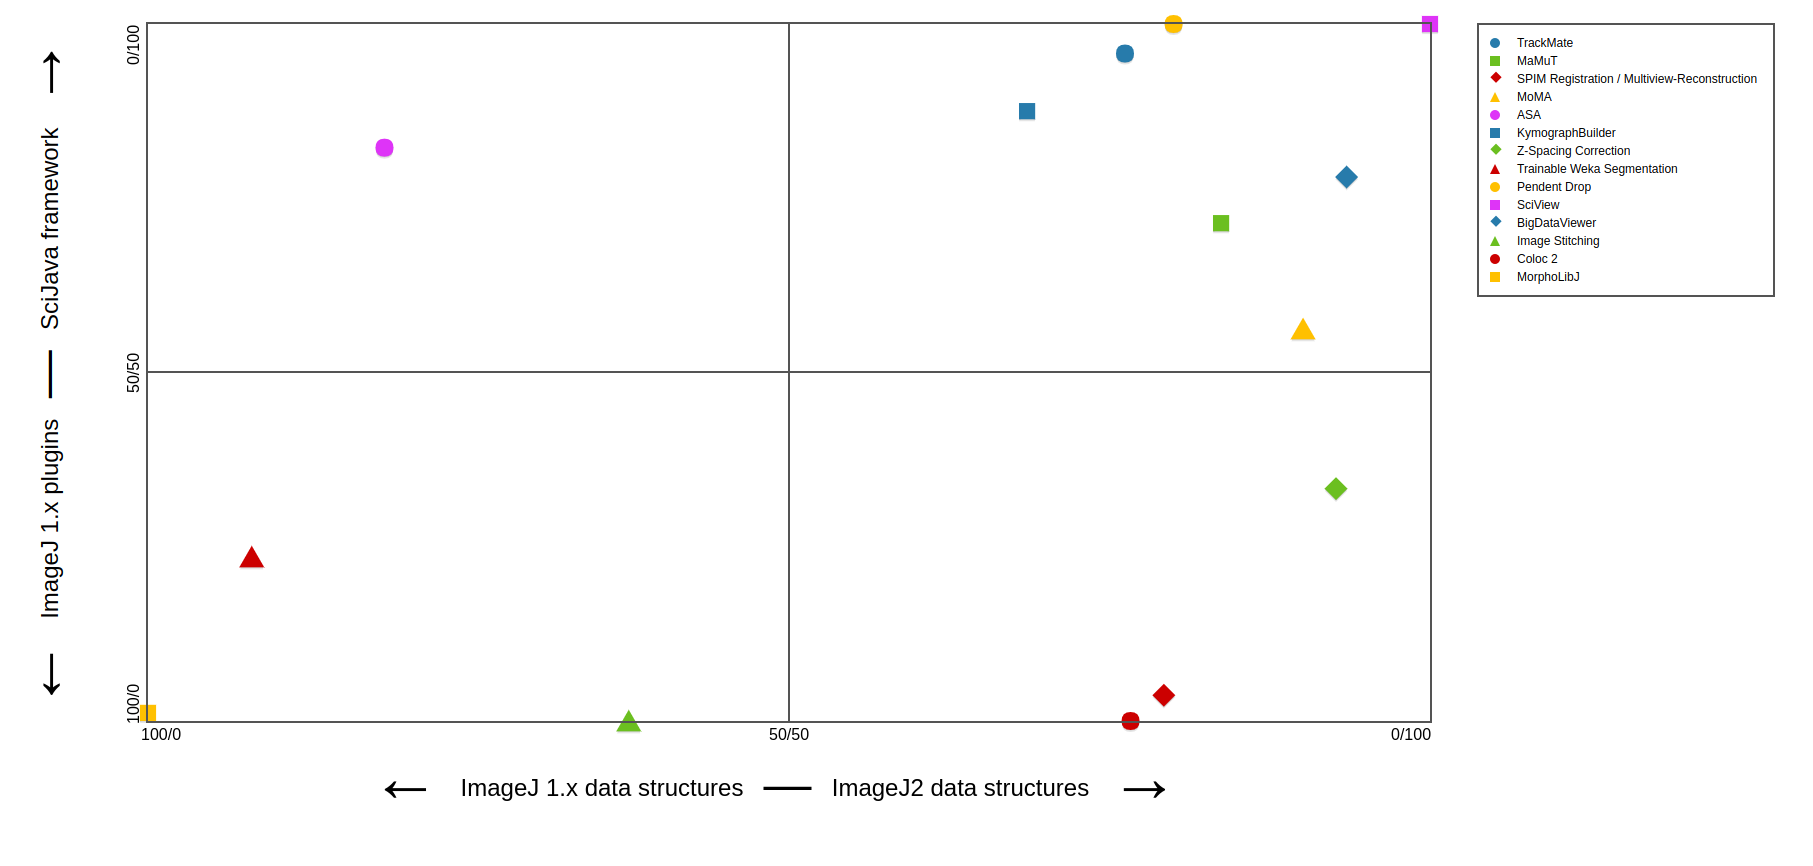 0/100
SciJava framework
50/50
ImageJ 1.x plugins
100/0
100/0
50/50
0/100
ImageJ 1.x data structures
ImageJ2 data structures
TrackMate
MaMuT
SPIM Registration / Multiview-Reconstruction
MoMA
ASA
KymographBuilder
Z-Spacing Correction
Trainable Weka Segmentation
Pendent Drop
SciView
BigDataViewer
Image Stitching
Coloc 2
MorphoLibJ